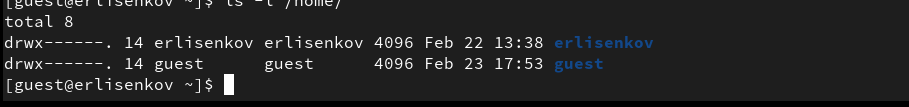 [guest@erlisenkov ~]$ ls -l /home/
total 8
drwx------. 14 erlisenkov erlisenkov 4096 Feb 22 13:38 erlisenkov
drwx------. 14 guest      guest      4096 Feb 23 17:53 guest
[guest@erlisenkov ~]$